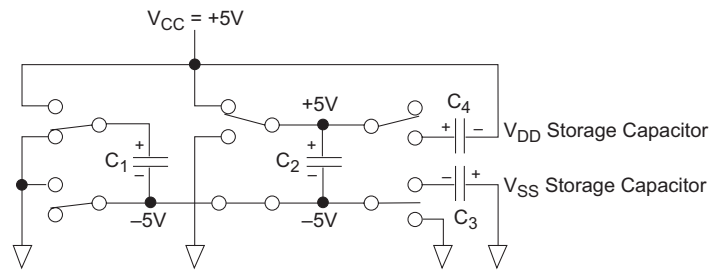 V_CC = +5V
+5V
C_4
+
–
V_DD Storage Capacitor
+
C_1
–
+
C_2
–
–
+
V_SS Storage Capacitor
C_3
–5V
–5V